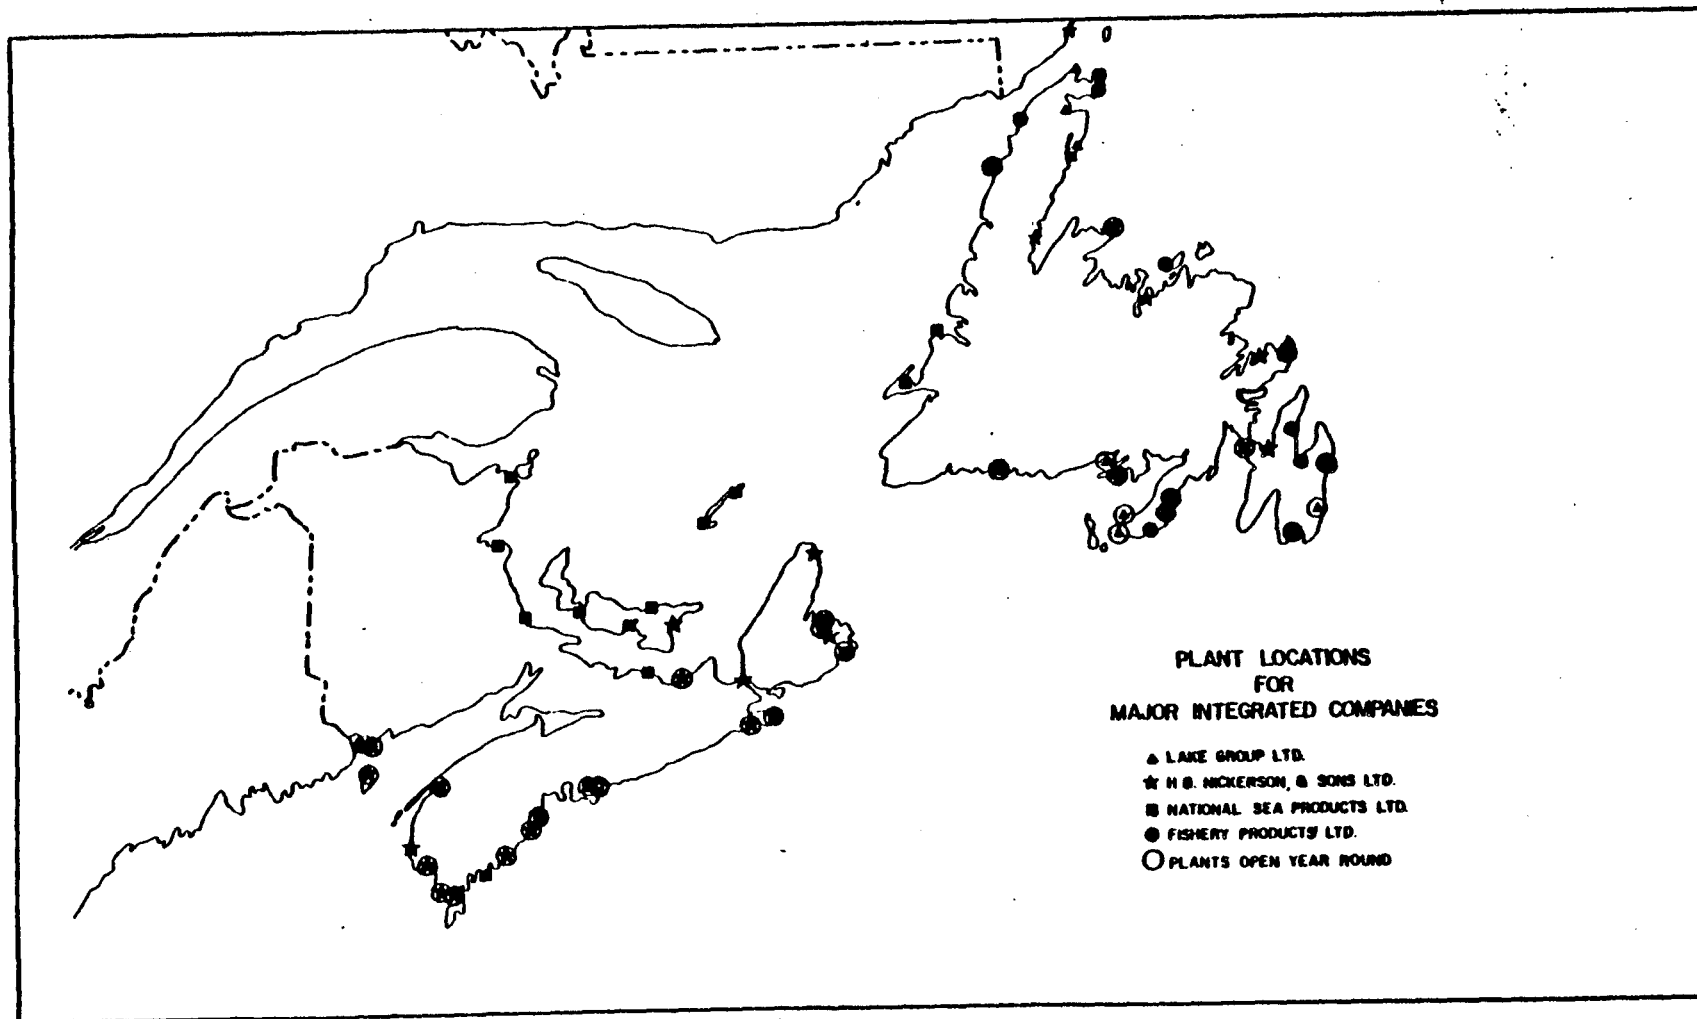 PLANT LOCATIONS
FOR
MAJOR INTEGRATED COMPANIES
LAKE GROUP LTD.
H B. NICKERSON, & SONS LTD.
NATIONAL SEA PRODUCTS LTD.
FISHERY PRODUCTS LTD.
PLANTS OPEN YEAR ROUND